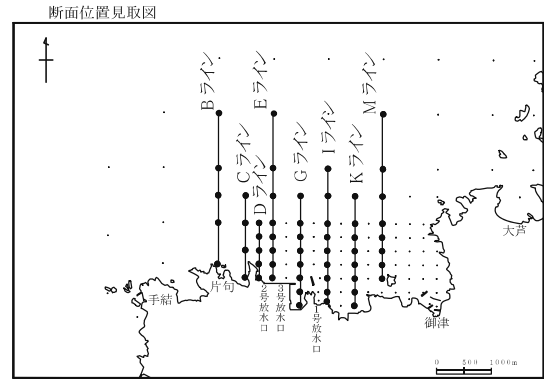 断面位置見取図
Bライン
Cライン
Dライン
Eライン
Gライン
Iライン
Kライン
Mライン
大芦
片句
手結
2号放水口
3号放水口
1号放水口
御津
0 500 1000m